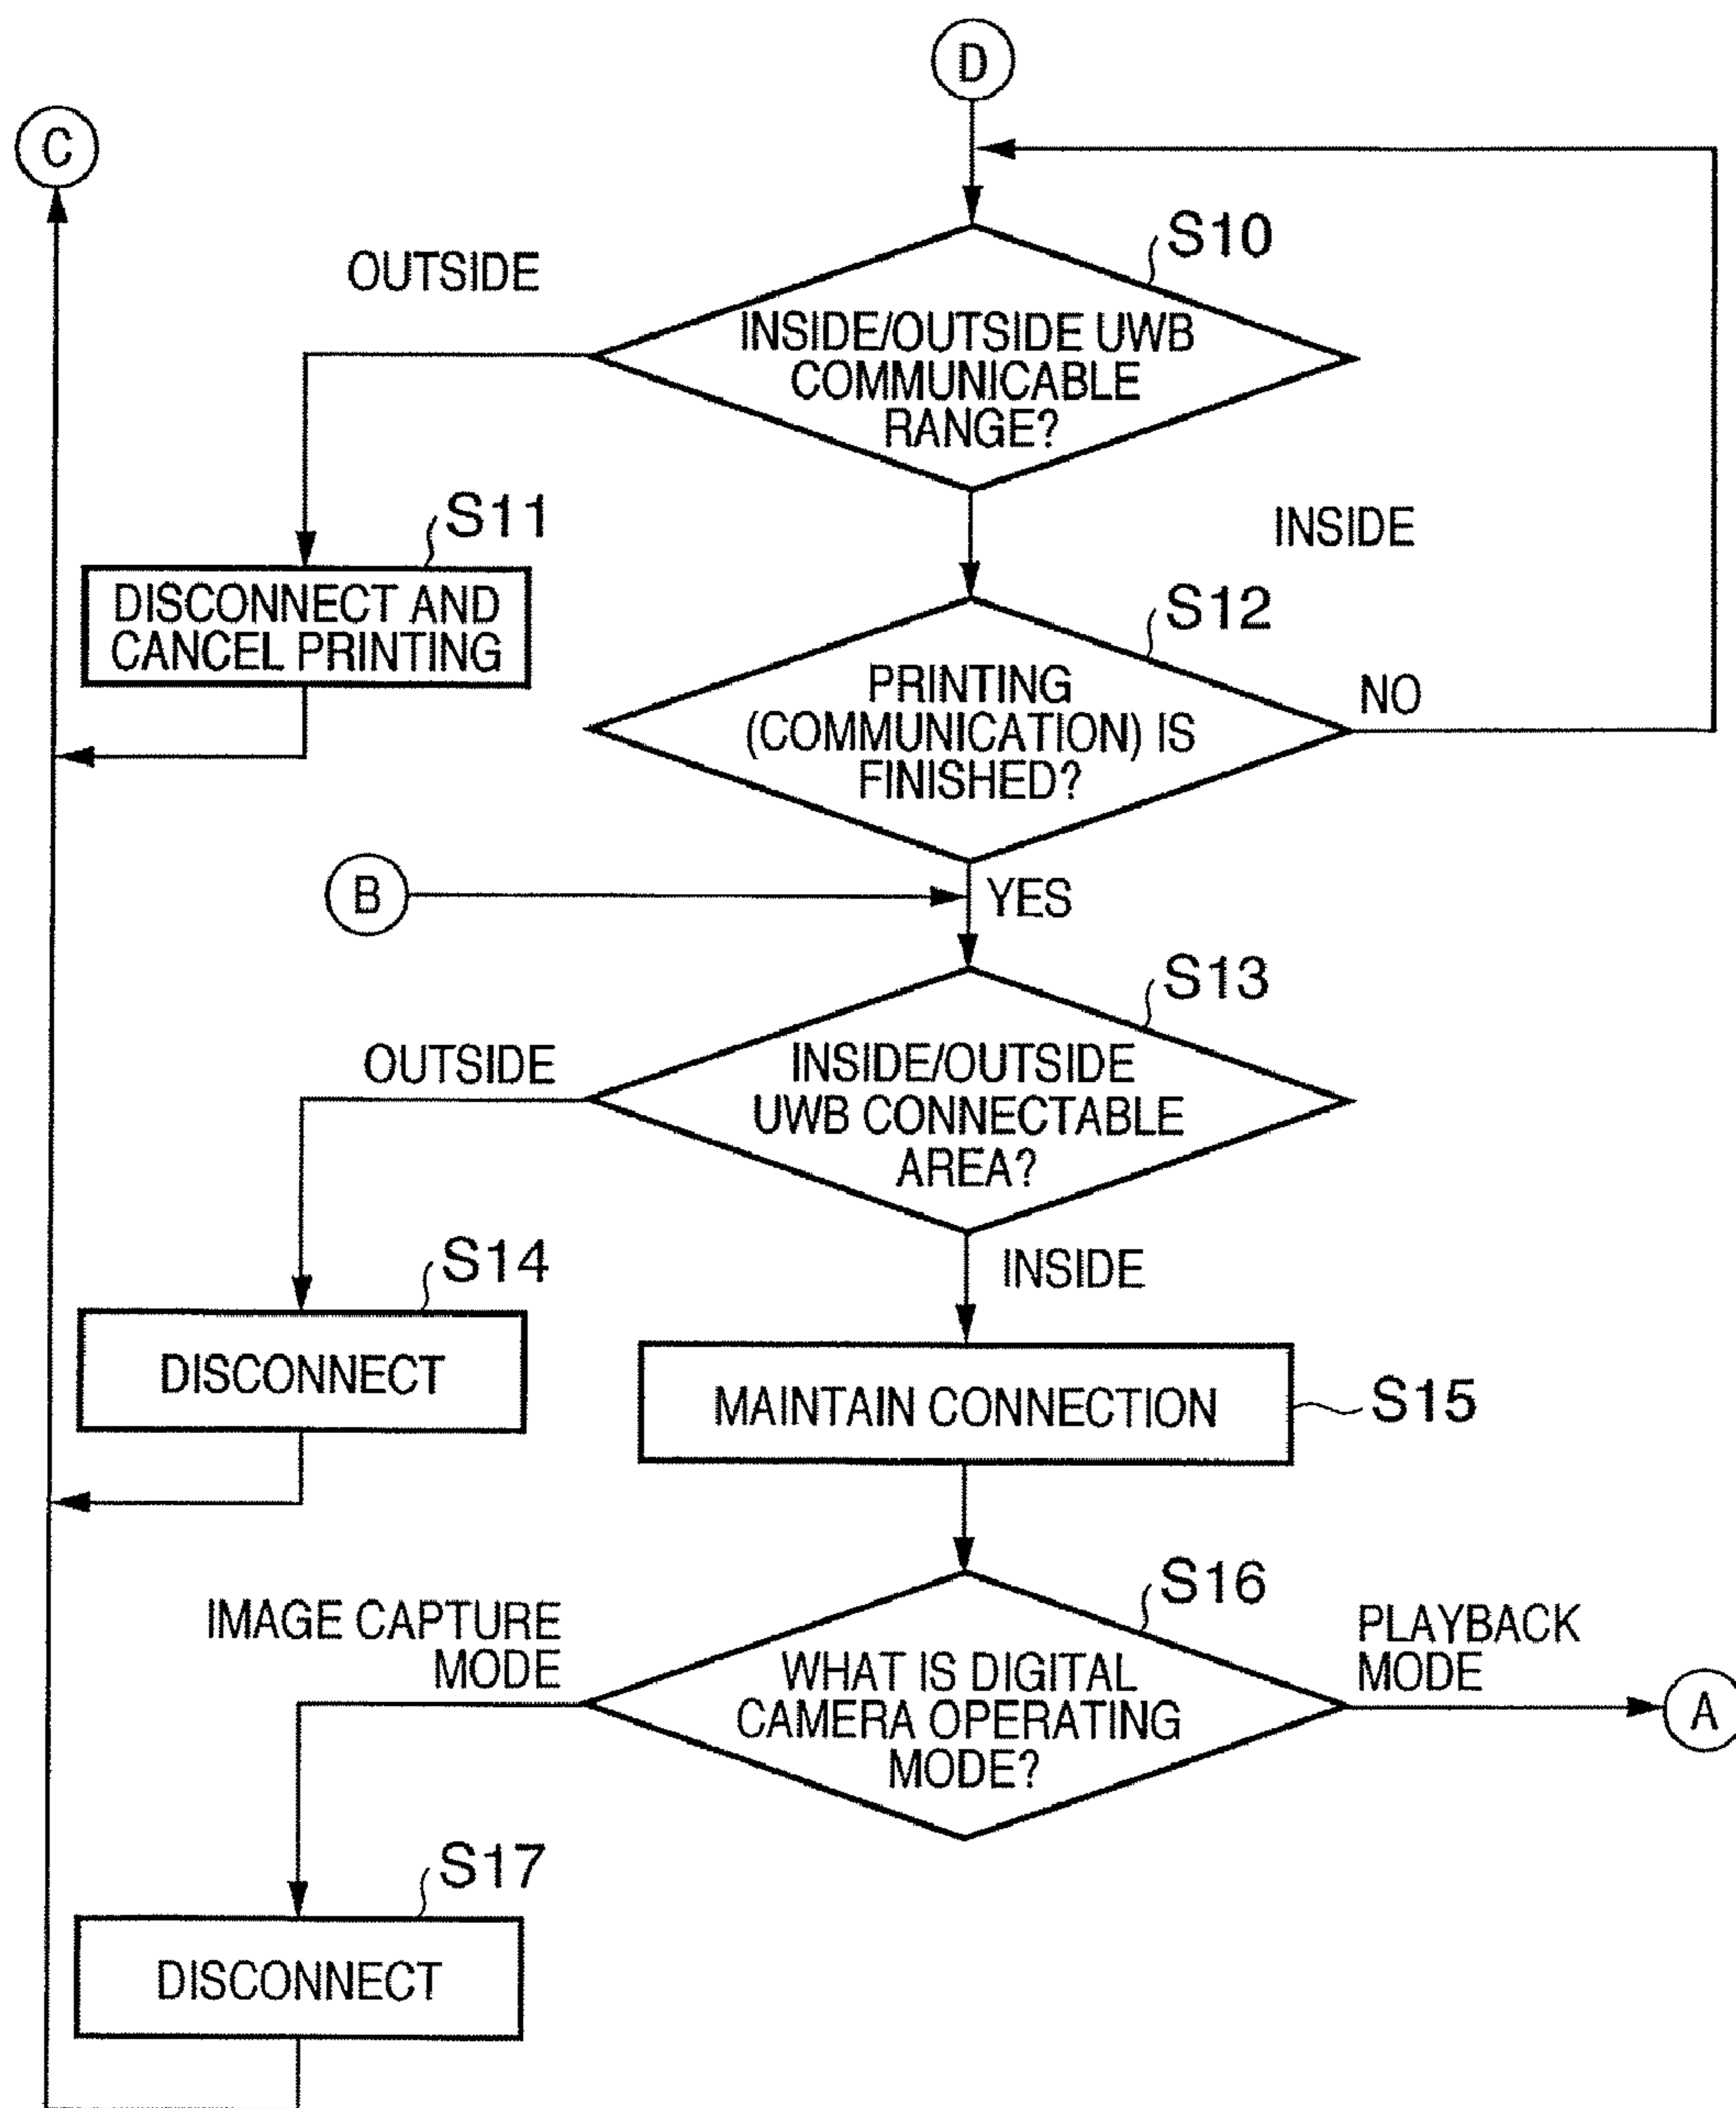 D
C
S10
OUTSIDE
INSIDE/OUTSIDE UWB
COMMUNICABLE
RANGE?
S11
INSIDE
DISCONNECT AND
CANCEL PRINTING
S12
PRINTING
(COMMUNICATION) IS
FINISHED?
NO
B
YES
S13
OUTSIDE
INSIDE/OUTSIDE
UWB CONNECTABLE
AREA?
S14
INSIDE
DISCONNECT
MAINTAIN CONNECTION
S15
S16
IMAGE CAPTURE
MODE
WHAT IS DIGITAL
CAMERA OPERATING
MODE?
PLAYBACK
MODE
A
S17
DISCONNECT